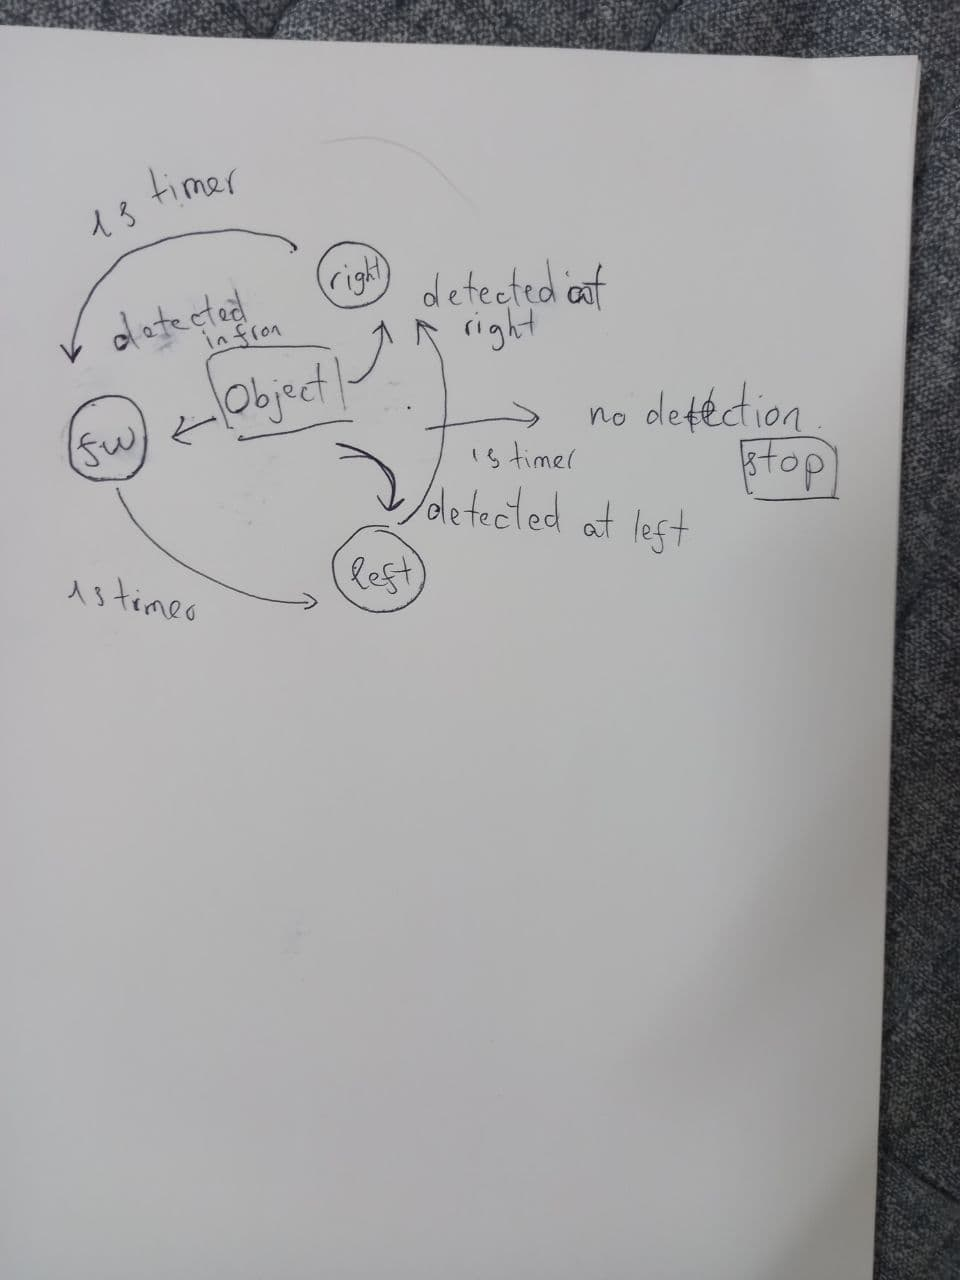 1s timer
right
detected at
right
detected
in fron
Object
fw
no detection.
stop
1s timer
detected at left
left
1s timer